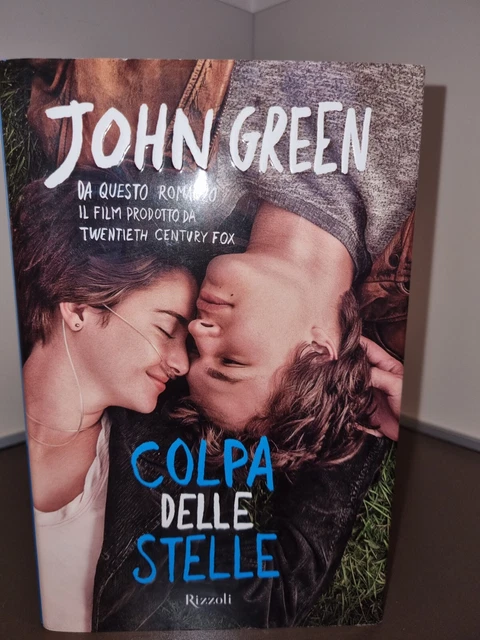 JOHN GREEN
DA QUESTO ROMANZO
IL FILM PRODOTTO DA
TWENTIETH CENTURY FOX
COLPA
DELLE
STELLE
Rizzoli